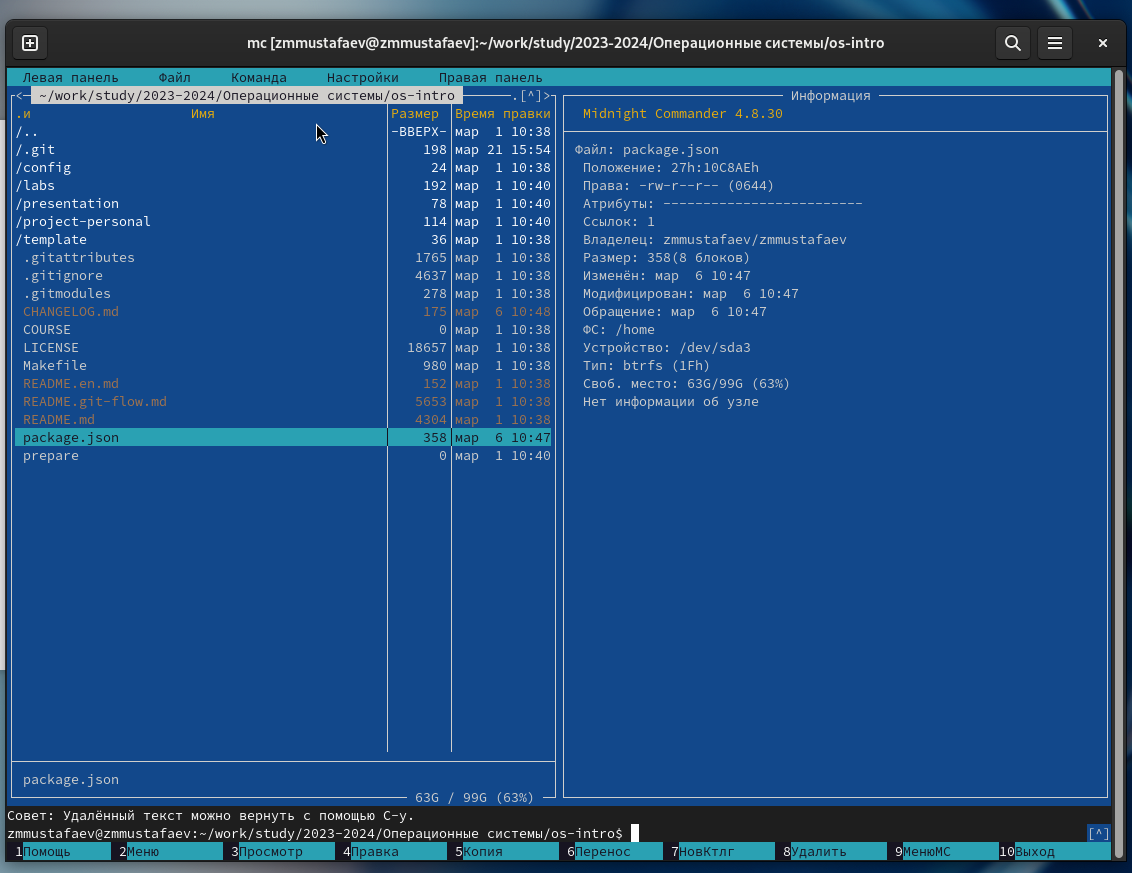 mc [zmmustafaev@zmmustafaev]:~/work/study/2023-2024/Операционные системы/os-intro
Левая панель Файл Команда Настройки Правая панель
<─ ~/work/study/2023-2024/Операционные системы/os-intro ─.[^]>
.и Имя Размер Время правки
/.. -ВВЕРХ- мар 1 10:38
/.git 198 мар 21 15:54
/config 24 мар 1 10:38
/labs 192 мар 1 10:40
/presentation 78 мар 1 10:40
/project-personal 114 мар 1 10:40
/template 36 мар 1 10:38
.gitattributes 1765 мар 1 10:38
.gitignore 4637 мар 1 10:38
.gitmodules 278 мар 1 10:38
CHANGELOG.md 175 мар 6 10:48
COURSE 0 мар 1 10:38
LICENSE 18657 мар 1 10:38
Makefile 980 мар 1 10:38
README.en.md 152 мар 1 10:38
README.git-flow.md 5653 мар 1 10:38
README.md 4304 мар 1 10:38
package.json 358 мар 6 10:47
prepare 0 мар 1 10:40
package.json
63G / 99G (63%)
Информация
Midnight Commander 4.8.30
Файл: package.json
Положение: 27h:10C8AEh
Права: -rw-r--r-- (0644)
Атрибуты: -------------------------
Ссылок: 1
Владелец: zmmustafaev/zmmustafaev
Размер: 358(8 блоков)
Изменён: мар 6 10:47
Модифицирован: мар 6 10:47
Обращение: мар 6 10:47
ФС: /home
Устройство: /dev/sda3
Тип: btrfs (1Fh)
Своб. место: 63G/99G (63%)
Нет информации об узле
Совет: Удалённый текст можно вернуть с помощью C-y.
zmmustafaev@zmmustafaev:~/work/study/2023-2024/Операционные системы/os-intro$ [^]
1Помощь 2Меню 3Просмотр 4Правка 5Копия 6Перенос 7НовКтлг 8Удалить 9МенюMC 10Выход